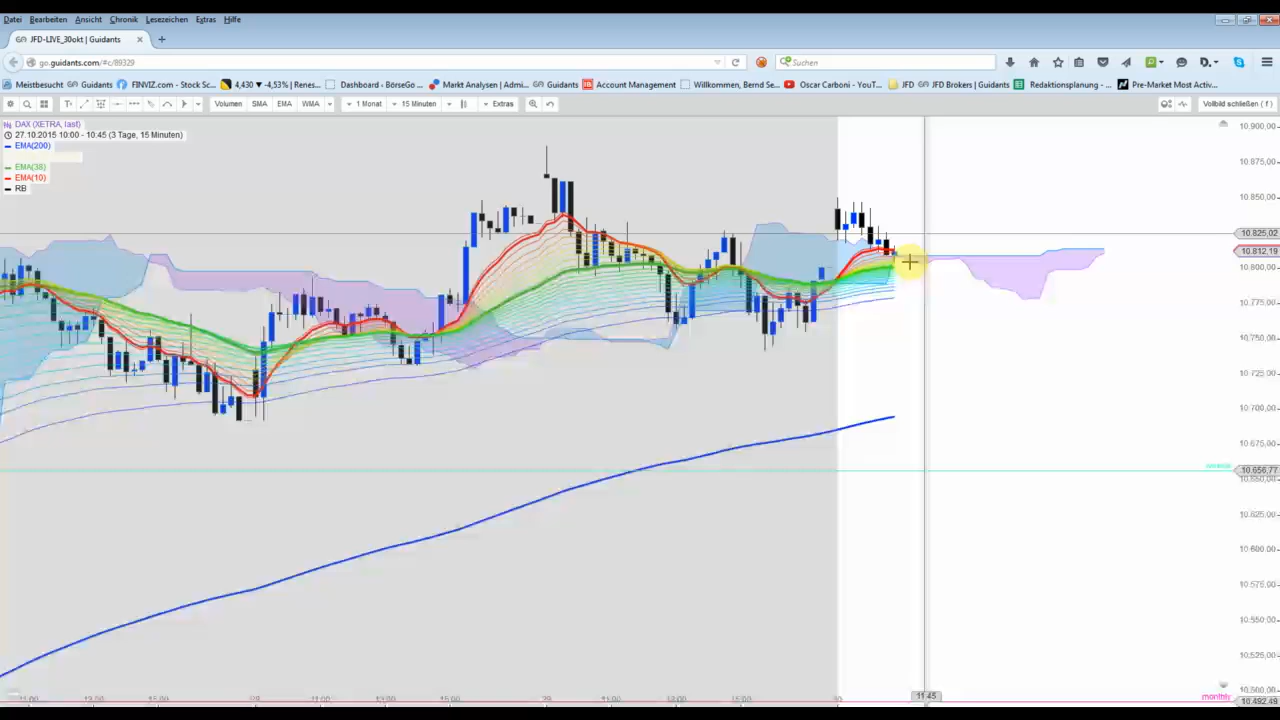 Datei Bearbeiten Ansicht Chronik Lesezeichen Extras Hilfe
JFD-LIVE_30okt | Guidants
go.guidants.com/#c/89329 Suchen
Meistbesucht Guidants FINVIZ.com - Stock Sc... 4,430 ▼ -4,53% | Renes... Dashboard - BörseGo ... Markt Analysen | Admi... Guidants Account Management Willkommen, Bernd Se... Oscar Carboni - YouT... JFD JFD Brokers | Guidants Redaktionsplanung - ... Pre-Market Most Activ...
Volumen SMA EMA WMA 1 Monat 15 Minuten Extras Vollbild schließen ( f )
DAX (XETRA, last)
27.10.2015 10:00 - 10:45 (3 Tage, 15 Minuten)
EMA(200)
EMA(38)
EMA(10)
RB
10.900,00
10.875,00
10.850,00
10.825,02
10.812,19
10.800,00
10.775,00
10.750,00
10.725,00
10.700,00
10.675,00
10.656,77
10.650,00
10.625,00
10.600,00
10.575,00
10.550,00
10.525,00
10.500,00
monthly
10.492,49
11:45